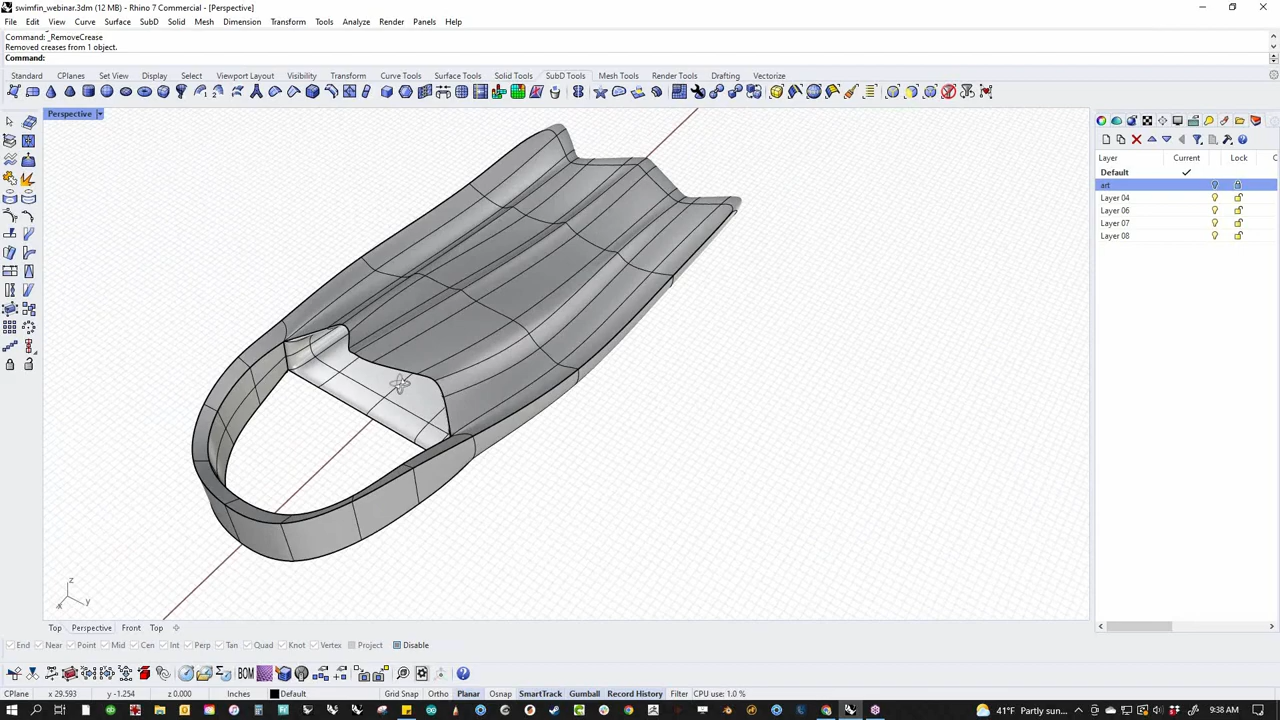 swimfin_webinar.3dm (12 MB) - Rhino 7 Commercial - [Perspective]
File Edit View Curve Surface SubD Solid Mesh Dimension Transform Tools Analyze Render Panels Help
Command: _RemoveCrease
Removed creases from 1 object.
Command:
Standard CPlanes Set View Display Select Viewport Layout Visibility Transform Curve Tools Surface Tools Solid Tools SubD Tools Mesh Tools Render Tools Drafting Vectorize
Perspective
Layer Current Lock C
Default
art
Layer 04
Layer 06
Layer 07
Layer 08
z
y
x
Top Perspective Front Top
End Near Point Mid Cen Int Perp Tan Quad Knot Vertex Project Disable
BOM
CPlane x 29.593 y -1.254 z 0.000 Inches Default Grid Snap Ortho Planar Osnap SmartTrack Gumball Record History Filter CPU use: 1.0 %
41°F Partly sun... 9:38 AM